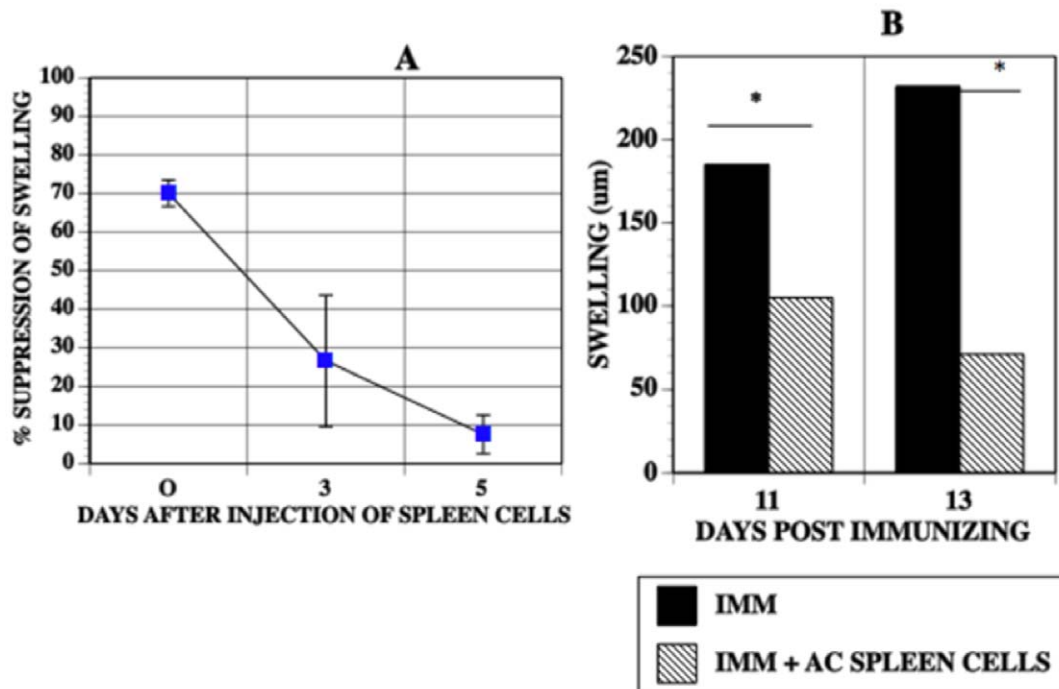 A
% SUPPRESSION OF SWELLING
100
90
80
70
60
50
40
30
20
10
0
O 3 5
DAYS AFTER INJECTION OF SPLEEN CELLS
B
SWELLING (um)
250
200
150
100
50
0
*
*
11 13
DAYS POST IMMUNIZING
IMM
IMM + AC SPLEEN CELLS